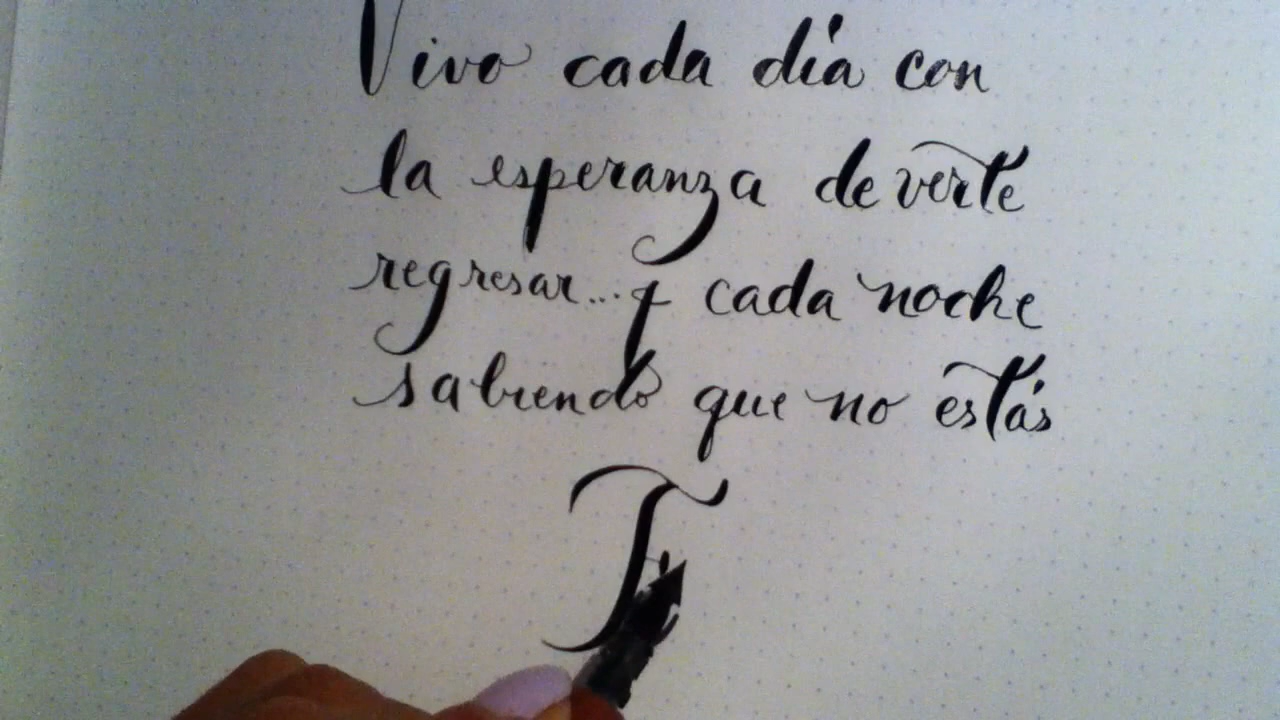 Vivo cada día con
la esperanza de verte
regresar...y cada noche
sabiendo que no estás
T